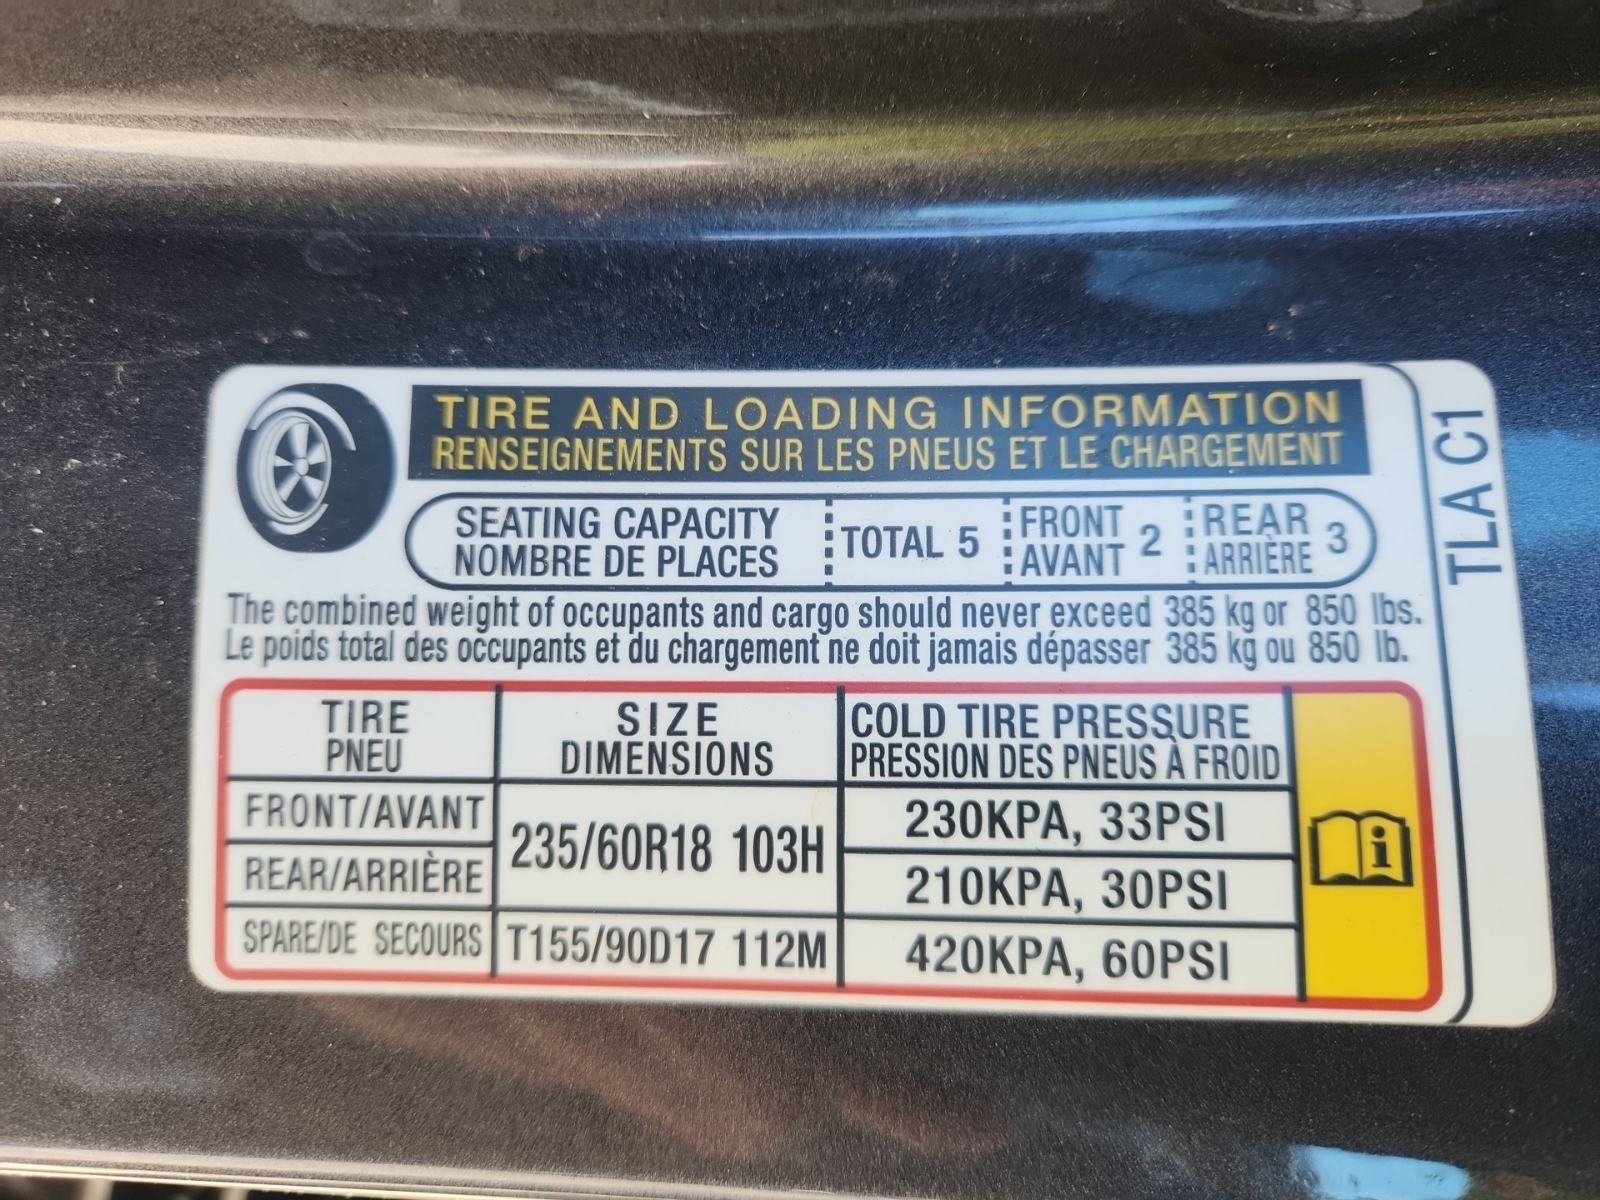 TIRE AND LOADING INFORMATION
RENSEIGNEMENTS SUR LES PNEUS ET LE CHARGEMENT
TLA C1
SEATING CAPACITY TOTAL 5 FRONT 2 REAR 3
NOMBRE DE PLACES AVANT ARRIÈRE
The combined weight of occupants and cargo should never exceed 385 kg or 850 lbs.
Le poids total des occupants et du chargement ne doit jamais dépasser 385 kg ou 850 lb.
TIRE SIZE COLD TIRE PRESSURE
PNEU DIMENSIONS PRESSION DES PNEUS À FROID
FRONT/AVANT 235/60R18 103H 230KPA, 33PSI
REAR/ARRIÈRE 210KPA, 30PSI
SPARE/DE SECOURS T155/90D17 112M 420KPA, 60PSI